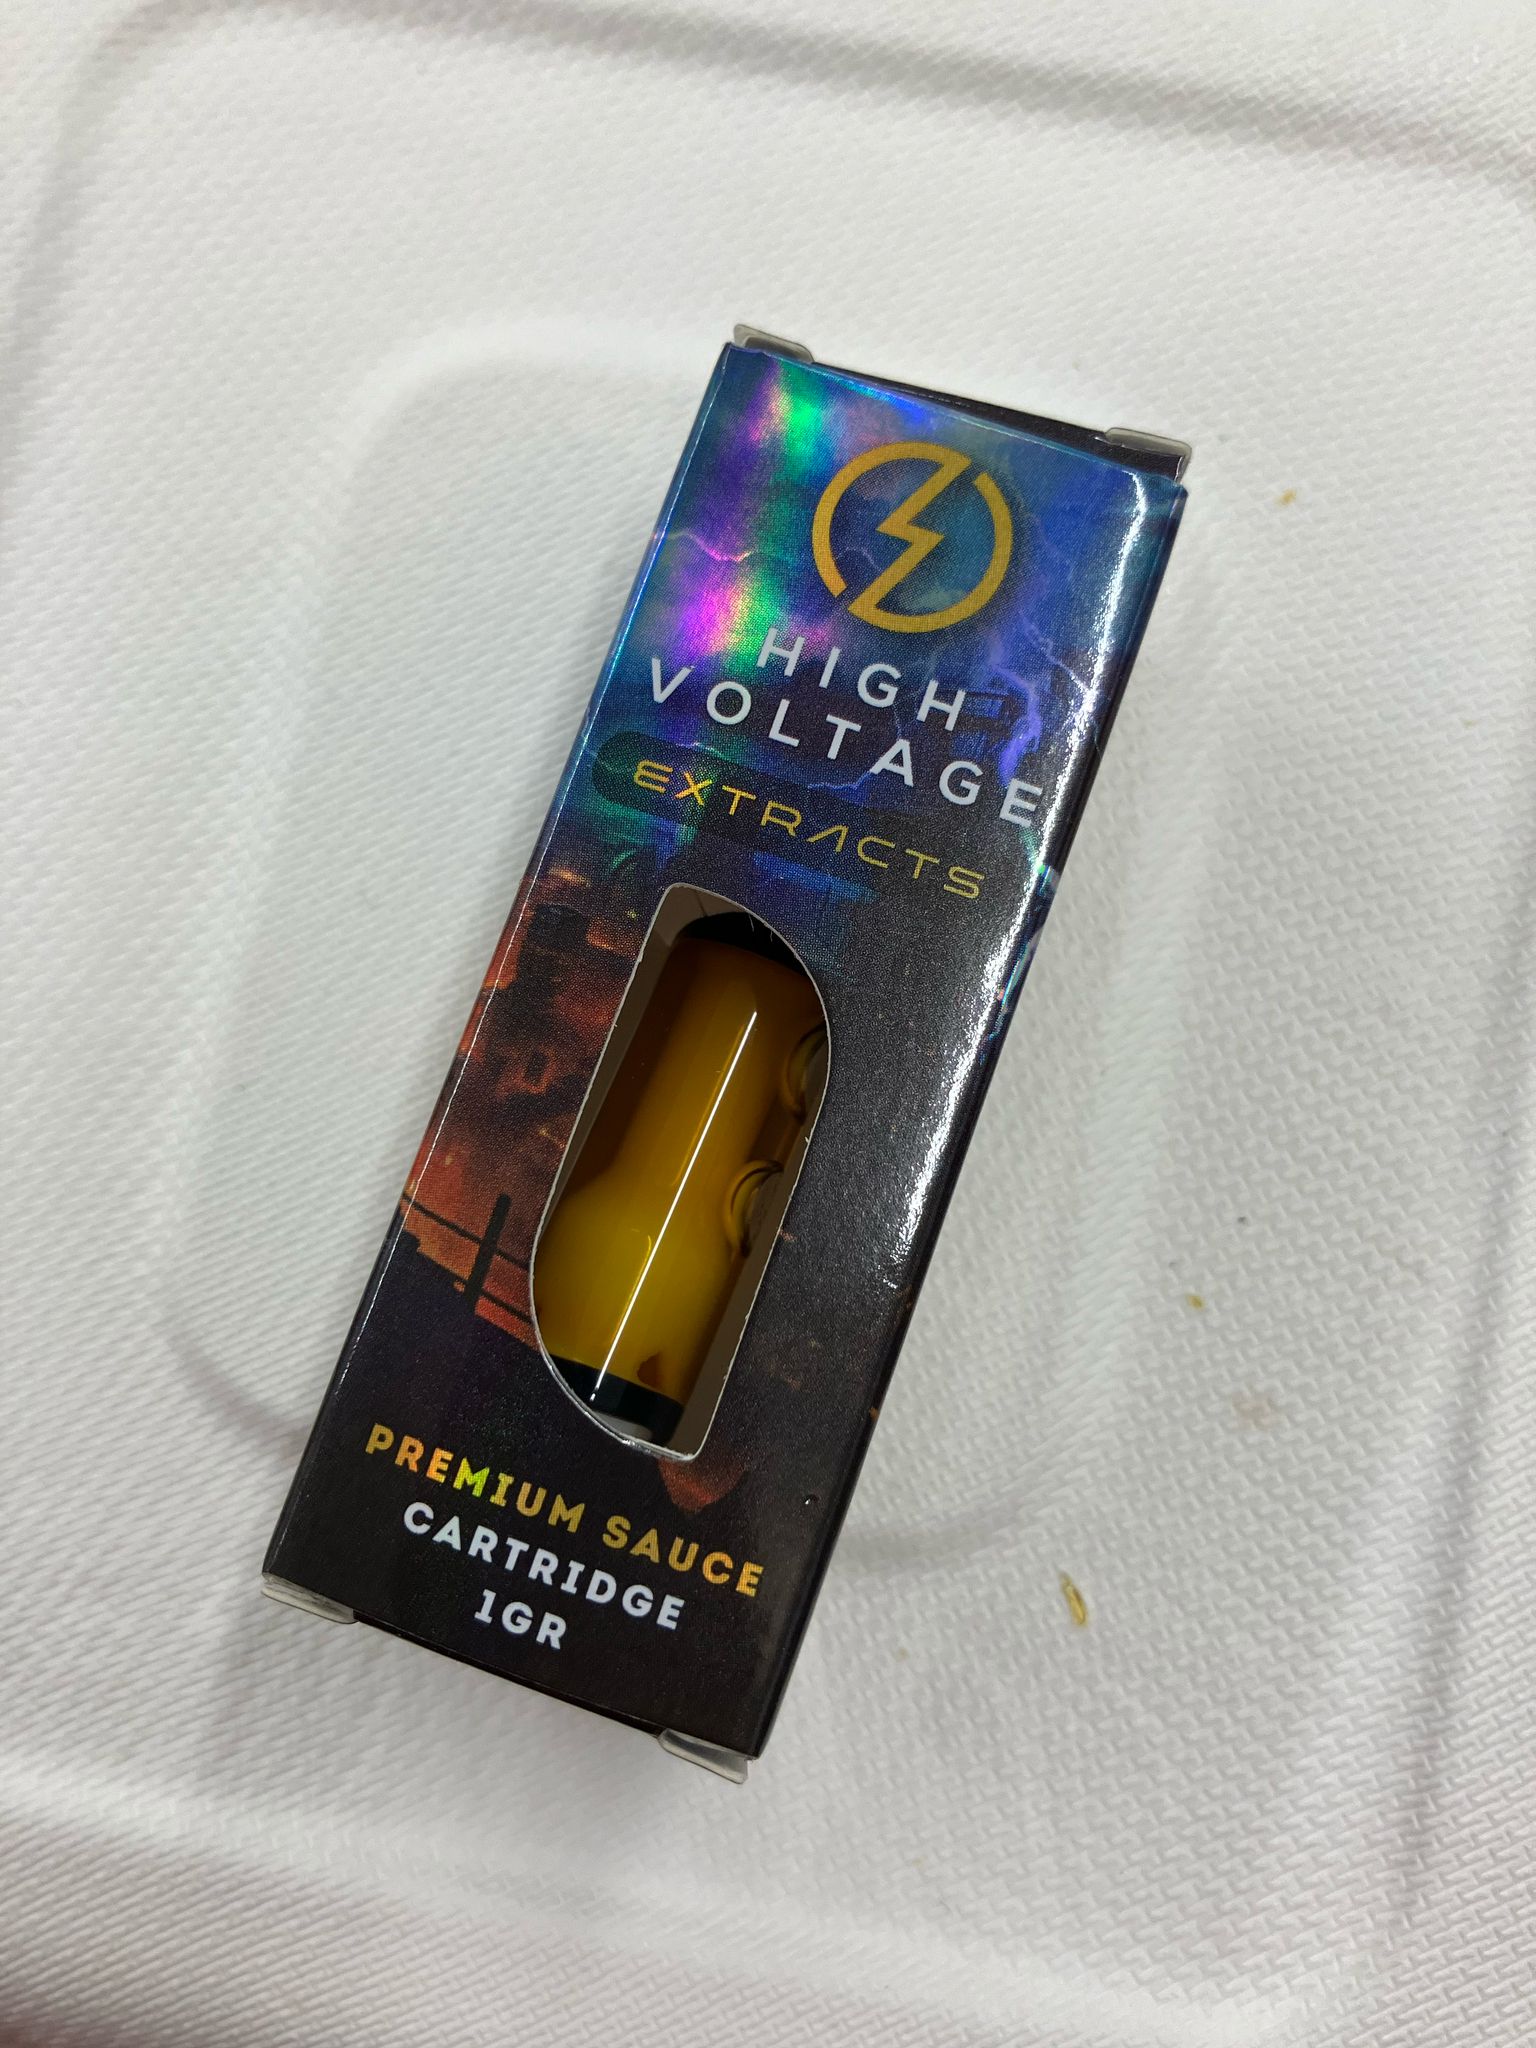 HIGH
VOLTAGE
EXTRACTS
PREMIUM SAUCE
CARTRIDGE
1GR